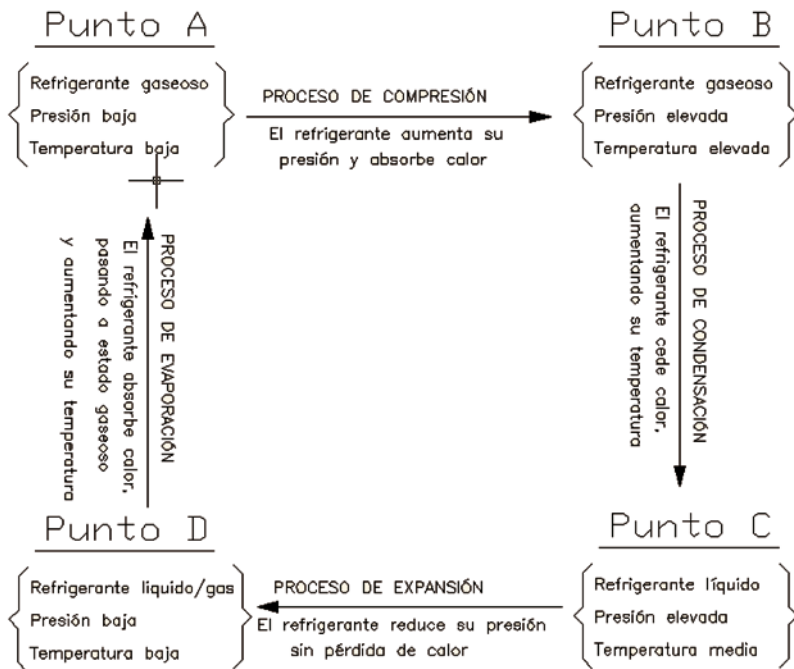 Punto A
Refrigerante gaseoso
Presión baja
Temperatura baja
PROCESO DE COMPRESIÓN
El refrigerante aumenta su
presión y absorbe calor
Punto B
Refrigerante gaseoso
Presión elevada
Temperatura elevada
PROCESO DE CONDENSACIÓN
El refrigerante cede calor,
aumentando su temperatura
Punto C
Refrigerante líquido
Presión elevada
Temperatura media
PROCESO DE EXPANSIÓN
El refrigerante reduce su presión
sin pérdida de calor
Punto D
Refrigerante liquido/gas
Presión baja
Temperatura baja
PROCESO DE EVAPORACIÓN
El refrigerante absorbe calor,
pasando a estado gaseoso
y aumentando su temperatura